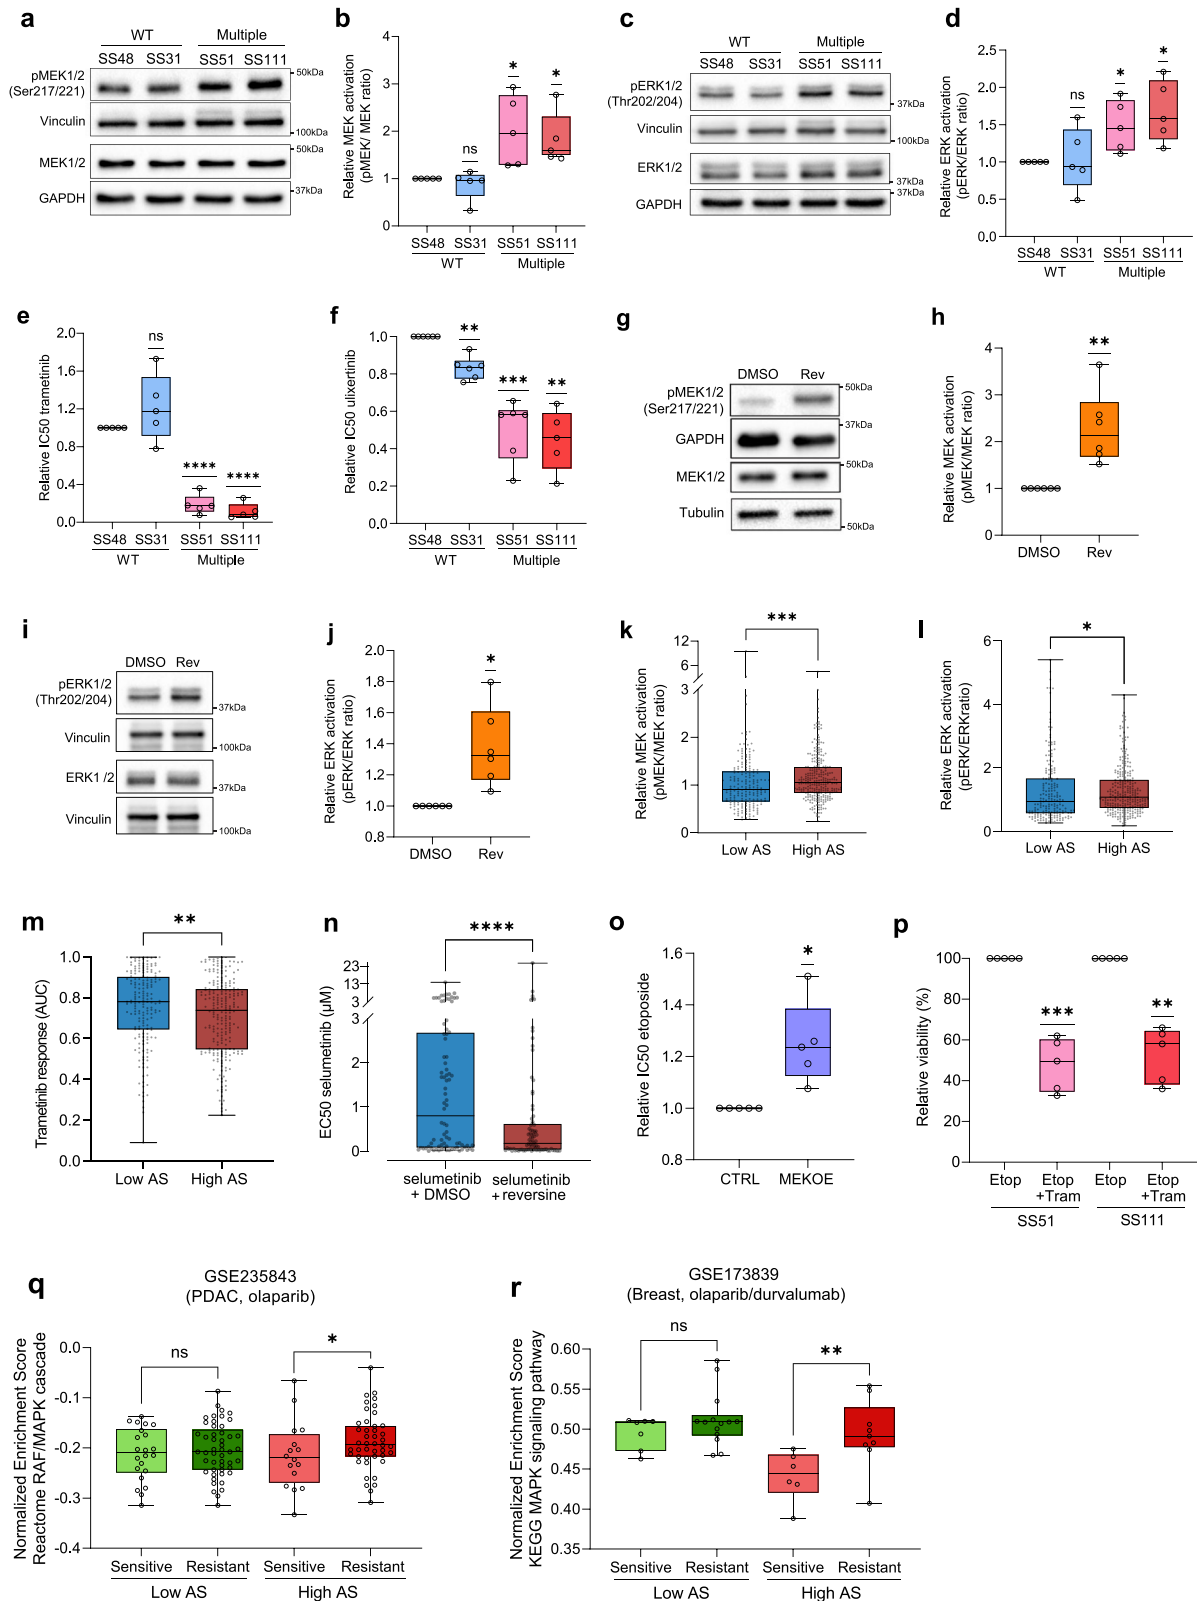 a
WT
Multiple
SS48 SS31 SS51 SS111
pMEK1/2
(Ser217/221)
50kDa
Vinculin
100kDa
MEK1/2
50kDa
GAPDH
37kDa
b
Relative MEK activation
(pMEK/ MEK ratio)
4
3
2
1
0
ns
*
*
SS48 SS31 SS51 SS111
WT
Multiple
c
WT
Multiple
SS48 SS31 SS51 SS111
pERK1/2
(Thr202/204)
37kDa
Vinculin
100kDa
ERK1/2
37kDa
GAPDH
37kDa
d
Relative ERK activation
(pERK/ERK ratio)
2.5
2.0
1.5
1.0
0.5
0.0
ns
*
*
SS48 SS31 SS51 SS111
WT
Multiple
e
Relative IC50 trametinib
2.0
1.6
1.2
0.8
0.4
0.0
ns
****
****
SS48 SS31 SS51 SS111
WT
Multiple
f
Relative IC50 ulixertinib
1.0
0.8
0.6
0.4
0.2
0.0
**
***
**
SS48 SS31 SS51 SS111
WT
Multiple
g
DMSO Rev
pMEK1/2
(Ser217/221)
50kDa
GAPDH
37kDa
MEK1/2
50kDa
Tubulin
50kDa
h
Relative MEK activation
(pMEK/MEK ratio)
4
3
2
1
0
**
DMSO Rev
i
DMSO Rev
pERK1/2
(Thr202/204)
37kDa
Vinculin
100kDa
ERK1/2
37kDa
Vinculin
100kDa
j
Relative ERK activation
(pERK/ERK ratio)
2.0
1.8
1.6
1.4
1.2
1.0
0.8
*
DMSO Rev
k
Relative MEK activation
(pMEK/MEK ratio)
12
6
3
2
1
0
***
Low AS High AS
l
Relative ERK activation
(pERK/ERKratio)
6
4
2
0
*
Low AS High AS
m
Trametinib response (AUC)
1.0
0.8
0.6
0.4
0.2
0.0
**
Low AS High AS
n
EC50 selumetinib (µM)
23
13
3
3
2
1
0
****
selumetinib selumetinib
+ DMSO +reversine
o
Relative IC50 etoposide
1.6
1.4
1.2
1.0
0.8
*
CTRL MEKOE
p
Relative viability (%)
100
80
60
40
20
0
***
**
Etop Etop Etop Etop
+Tram +Tram
SS51 SS111
q
GSE235843
(PDAC, olaparib)
Normalized Enrichment Score
Reactome RAF/MAPK cascade
0.0
-0.1
-0.2
-0.3
-0.4
ns
*
Sensitive Resistant Sensitive Resistant
Low AS High AS
r
GSE173839
(Breast, olaparib/durvalumab)
Normalized Enrichment Score
KEGG MAPK signaling pathway
0.60
0.55
0.50
0.45
0.40
0.35
ns
**
Sensitive Resistant Sensitive Resistant
Low AS High AS